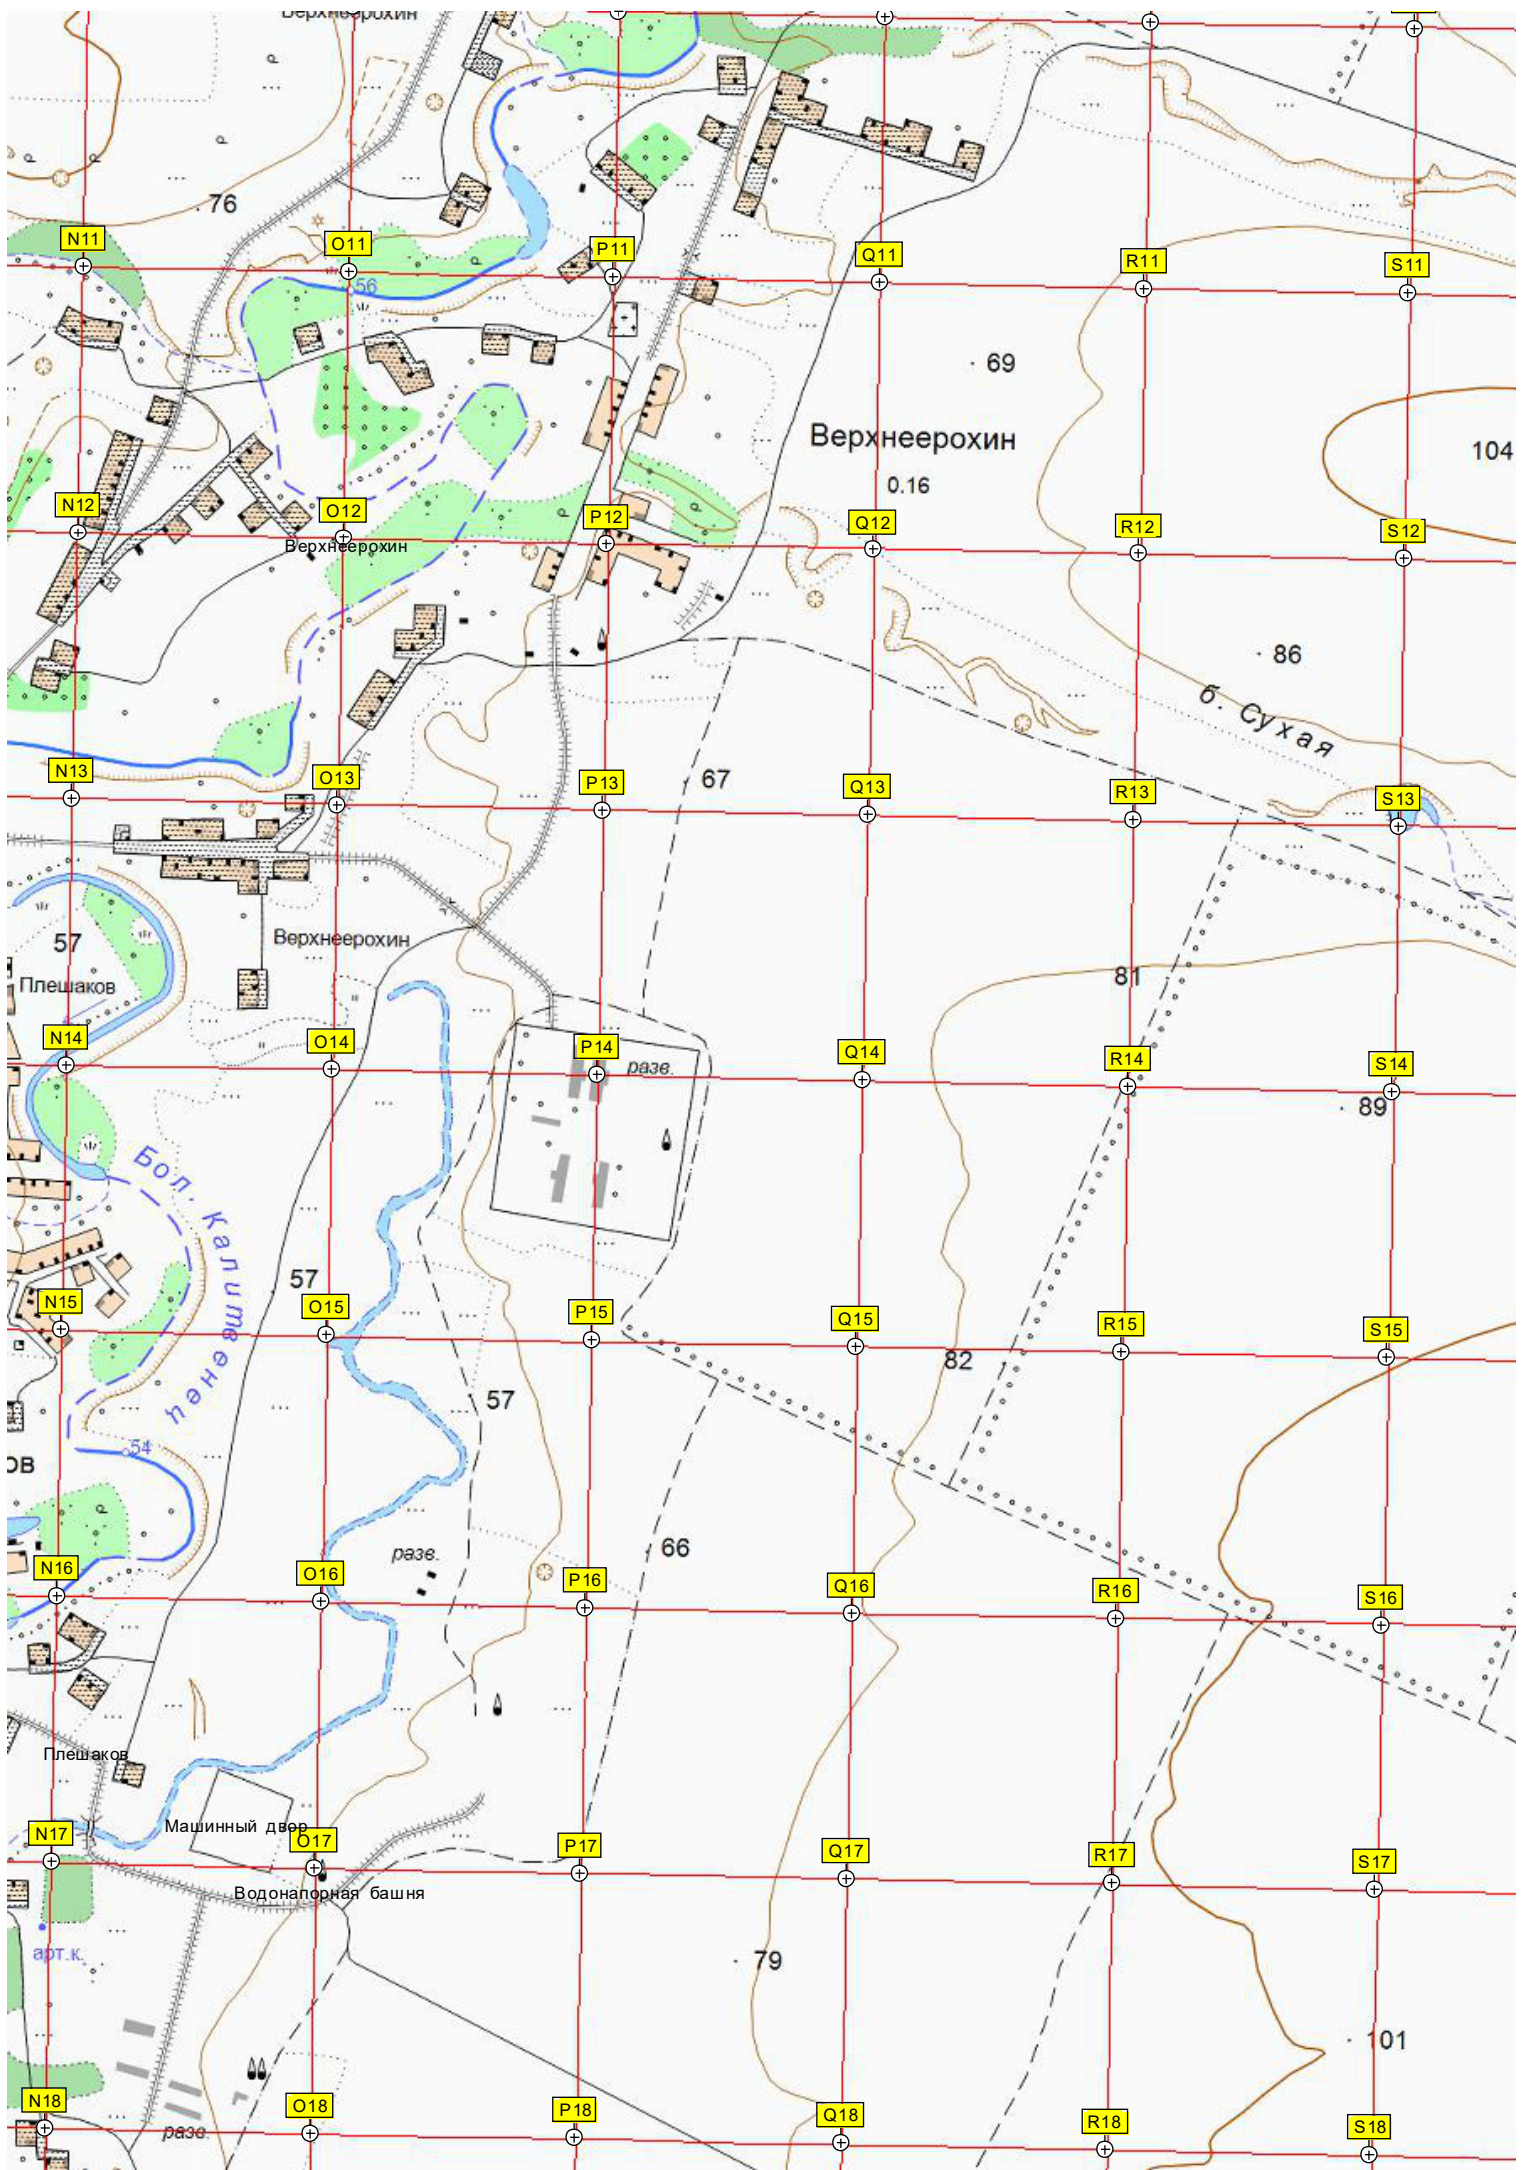 Верхнеерохин
76
N11
O11
P11
Q11
R11
S11
56
69
Верхнеерохин
0.16
104
N12
O12
P12
Q12
R12
S12
Верхнеерохин
86
б. Сухая
67
N13
O13
P13
Q13
R13
S13
57
Верхнеерохин
Плешаков
81
N14
O14
P14
разв.
Q14
R14
S14
89
Бол. Калитвенец
57
N15
O15
P15
Q15
R15
S15
82
57
54
ов
разв.
66
N16
O16
P16
Q16
R16
S16
Плешаков
Машинный двор
N17
O17
P17
Q17
R17
S17
Водонапорная башня
арт.к.
79
101
N18
O18
P18
Q18
R18
S18
разв.